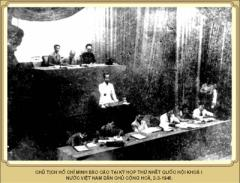 CHỦ TỊCH HỒ CHÍ MINH BÁO CÁO TẠI KỲ HỌP THỨ NHẤT QUỐC HỘI KHOÁ I
NƯỚC VIỆT NAM DÂN CHỦ CỘNG HOÀ, 2-3-1946.